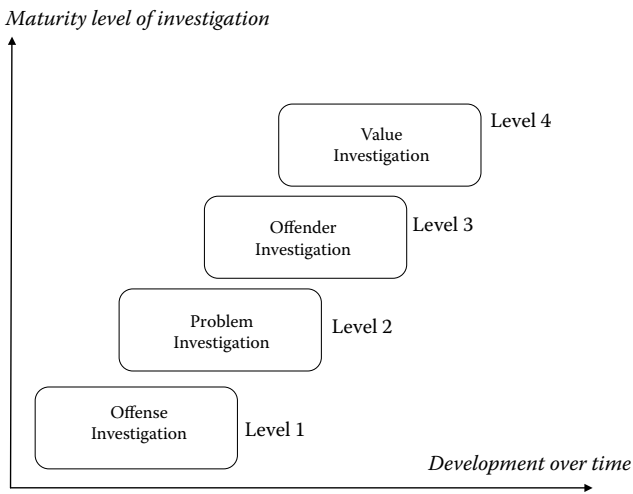 Maturity level of investigation
Value
Investigation
Level 4
Offender
Investigation
Level 3
Problem
Investigation
Level 2
Offense
Investigation
Level 1
Development over time